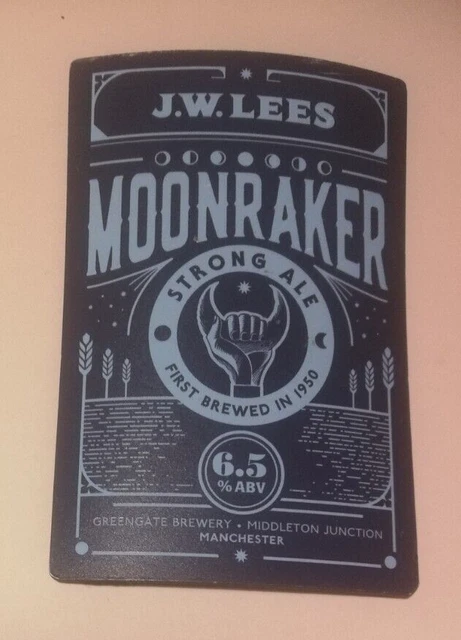 J.W. LEES
MOONRAKER
STRONG ALE
FIRST BREWED IN 1950
6.5
% ABV
GREENGATE BREWERY • MIDDLETON JUNCTION
MANCHESTER